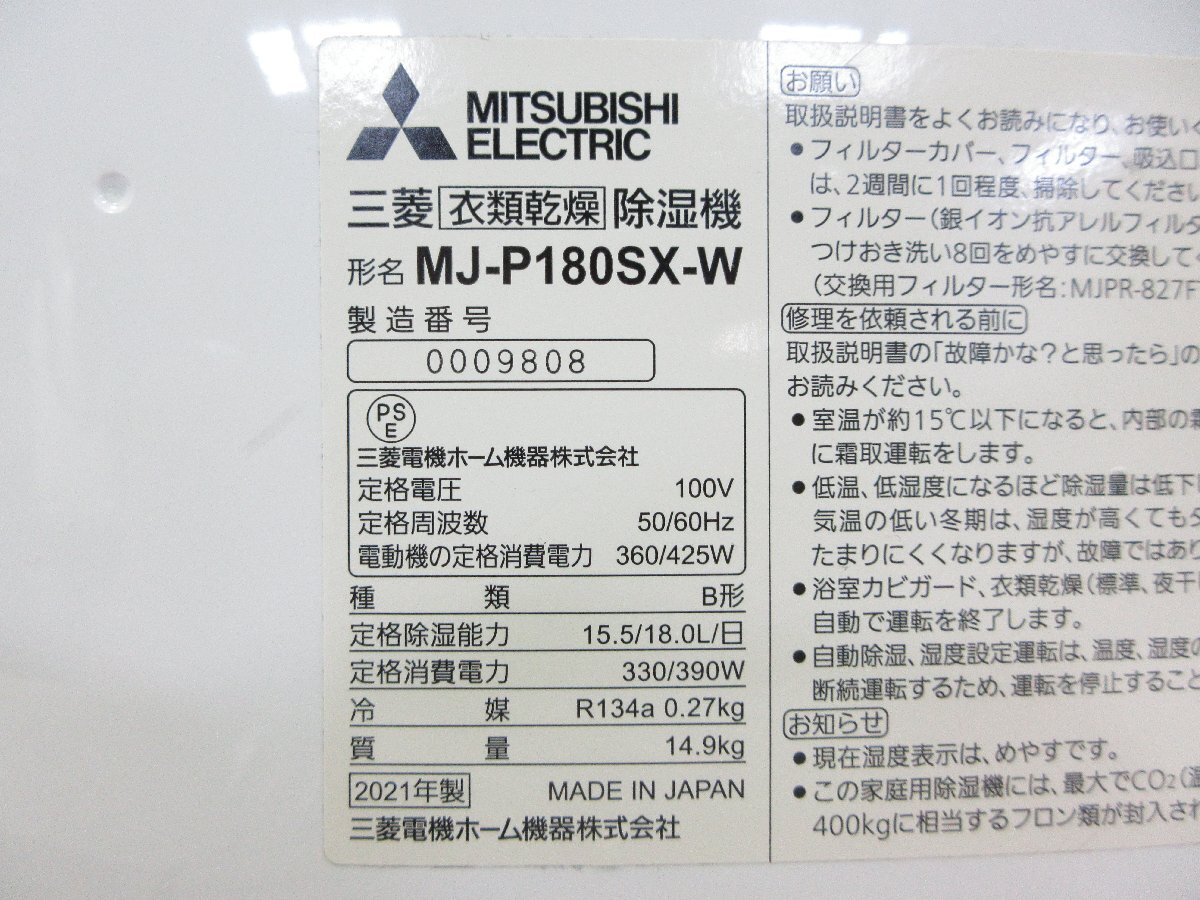 MITSUBISHI
ELECTRIC
三菱 衣類乾燥 除湿機
形名 MJ-P180SX-W
製造番号
0009808
PS
E
三菱電機ホーム機器株式会社
定格電圧 100V
定格周波数 50/60Hz
電動機の定格消費電力 360/425W
種類 B形
定格除湿能力 15.5/18.0L/日
定格消費電力 330/390W
冷媒 R134a 0.27kg
質量 14.9kg
2021年製 MADE IN JAPAN
三菱電機ホーム機器株式会社
お願い
取扱説明書をよくお読みになり、お使いく
●フィルターカバー、フィルター、吸込口
は、2週間に1回程度、掃除してください
●フィルター(銀イオン抗アレルフィルタ
つけおき洗い8回をめやすに交換してく
(交換用フィルター形名:MJPR-827F
修理を依頼される前に
取扱説明書の「故障かな?と思ったら」の
お読みください。
●室温が約15℃以下になると、内部の霜
に霜取運転をします。
●低温、低湿度になるほど除湿量は低下
気温の低い冬期は、湿度が高くても
たまりにくくなりますが、故障ではあり
●浴室カビガード、衣類乾燥(標準、夜干
自動で運転を終了します。
●自動除湿、湿度設定運転は、温度、湿度の
断続運転するため、運転を停止すること
お知らせ
●現在湿度表示は、めやすです。
●この家庭用除湿機には、最大でCO2(温
400kgに相当するフロン類が封入され